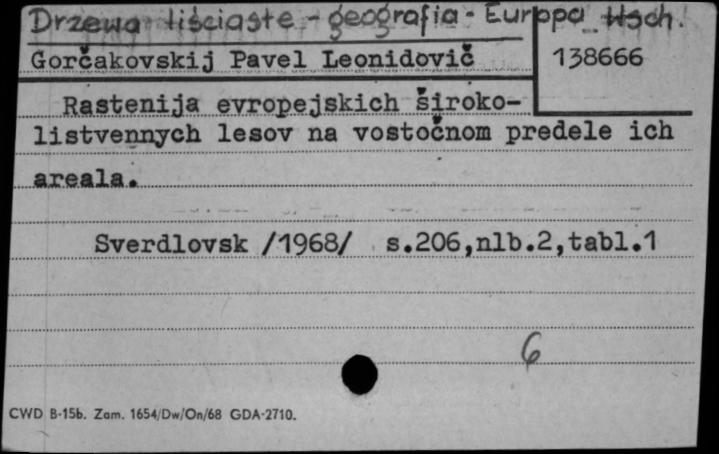 Drzewa liściaste - geografia - Europa Wsch.
Gorčakovskij Pavel Leonidovič
138666
Rastenija evropejskich široko-
listvennych lesov na vostočnom predele ich
areala.
Sverdlovsk /1968/ s.206,nlb.2,tabl.1
6
CWD B-15b. Zam. 1654/Dw/On/68 GDA-2710.